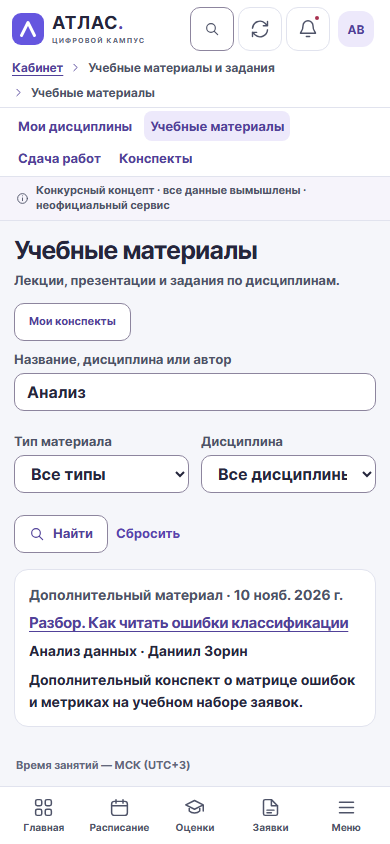 АТЛАС.
ЦИФРОВОЙ КАМПУС
АВ
Кабинет > Учебные материалы и задания
> Учебные материалы
Мои дисциплины Учебные материалы
Сдача работ Конспекты
Конкурсный концепт · все данные вымышлены ·
неофициальный сервис
Учебные материалы
Лекции, презентации и задания по дисциплинам.
Мои конспекты
Название, дисциплина или автор
Анализ
Тип материала Дисциплина
Все типы Все дисциплины
Найти Сбросить
Дополнительный материал · 10 нояб. 2026 г.
Разбор. Как читать ошибки классификации
Анализ данных · Даниил Зорин
Дополнительный конспект о матрице ошибок
и метриках на учебном наборе заявок.
Время занятий — МСК (UTC+3)
Главная Расписание Оценки Заявки Меню